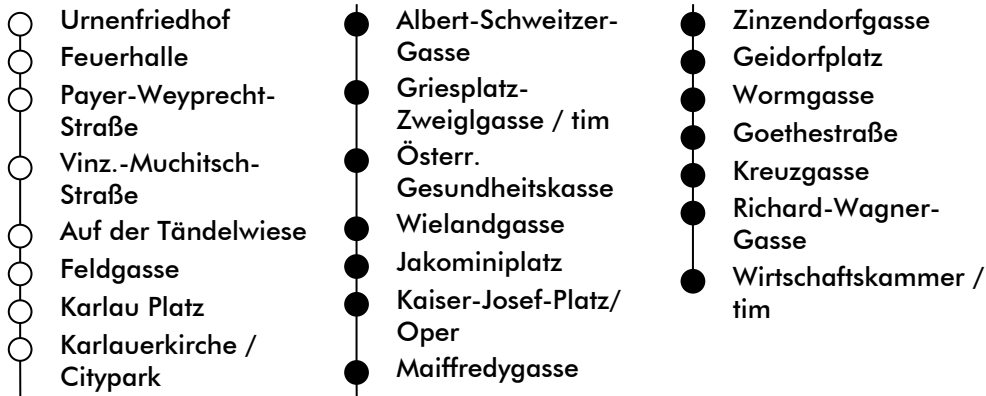 Urnenfriedhof
Feuerhalle
Payer-Weyprecht-
Straße
Vinz.-Muchitsch-
Straße
Auf der Tändelwiese
Feldgasse
Karlau Platz
Karlauerkirche /
Citypark
Albert-Schweitzer-
Gasse
Griesplatz-
Zweiglgasse / tim
Österr.
Gesundheitskasse
Wielandgasse
Jakominiplatz
Kaiser-Josef-Platz/
Oper
Maiffredygasse
Zinzendorfgasse
Geidorfplatz
Wormgasse
Goethestraße
Kreuzgasse
Richard-Wagner-
Gasse
Wirtschaftskammer /
tim